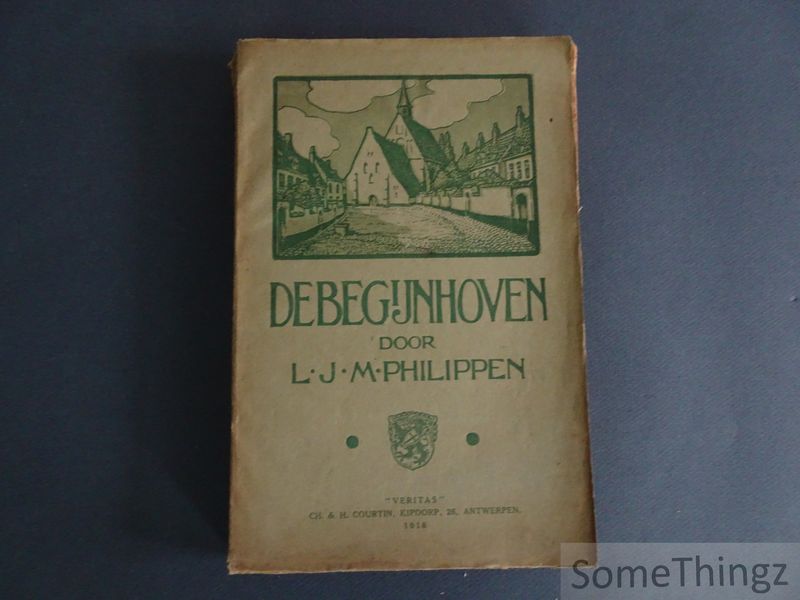 DE BEGIJNHOVEN
DOOR
L·J·M·PHILIPPEN
"VERITAS"
CH. & H. COURTIN, KIPDORP, 26, ANTWERPEN.
1918
SomeThingz